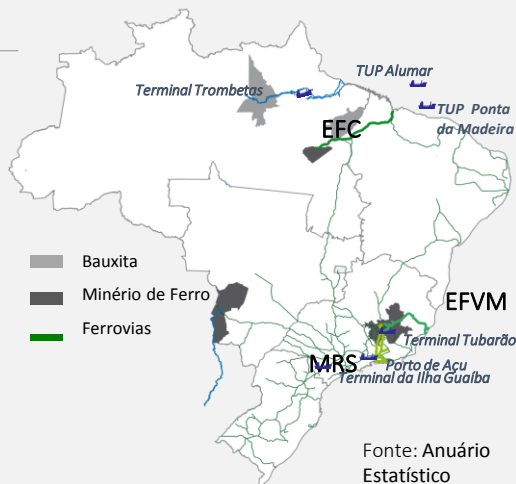 TUP Alumar
Terminal Trombetas
TUP Ponta
da Madeira
EFC
Bauxita
Minério de Ferro
Ferrovias
EFVM
Terminal Tubarão
MRS
Porto de Açu
Terminal da Ilha Guaíba
Fonte: Anuário
Estatístico